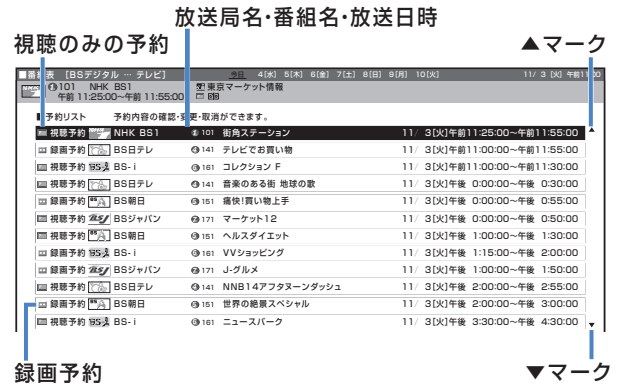 放送局名・番組名・放送日時
視聴のみの予約 ▲マーク
■番組表 [BSデジタル … テレビ] 今日 4[水] 5[木] 6[金] 7[土] 8[日] 9[月] 10[火] 11/ 3 [火] 午前11:00
101 NHK BS1 東京マーケット情報
午前 11:25:00~午前 11:55:00
■予約リスト 予約内容の確認・変更・取消ができます。
視聴予約 NHK BS1 101 街角ステーション 11/ 3[火]午前11:25:00~午前11:55:00 ▲
録画予約 BS日テレ 141 テレビでお買い物 11/ 3[火]午前11:00:00~午前11:55:00
視聴予約 BS-i BS-i 161 コレクション F 11/ 3[火]午前11:00:00~午前11:30:00
視聴予約 BS日テレ 141 音楽のある街 地球の歌 11/ 3[火]午後 0:00:00~午後 0:30:00
録画予約 BS朝日 151 痛快!買い物上手 11/ 3[火]午後 0:00:00~午後 0:55:00
視聴予約 BSジャパン 171 マーケット12 11/ 3[火]午後 0:00:00~午後 0:50:00
視聴予約 BS朝日 151 ヘルスダイエット 11/ 3[火]午後 1:00:00~午後 1:30:00
録画予約 BS-i BS-i 161 VVショッピング 11/ 3[火]午後 1:15:00~午後 2:00:00
録画予約 BSジャパン 171 J-グルメ 11/ 3[火]午後 1:00:00~午後 1:50:00
視聴予約 BS日テレ 141 NNB14アフタヌーンダッシュ 11/ 3[火]午後 2:00:00~午後 2:55:00
録画予約 BS朝日 151 世界の絶景スペシャル 11/ 3[火]午後 2:00:00~午後 3:00:00
視聴予約 BS-i BS-i 161 ニュースパーク 11/ 3[火]午後 3:30:00~午後 4:30:00 ▼
録画予約 ▼マーク